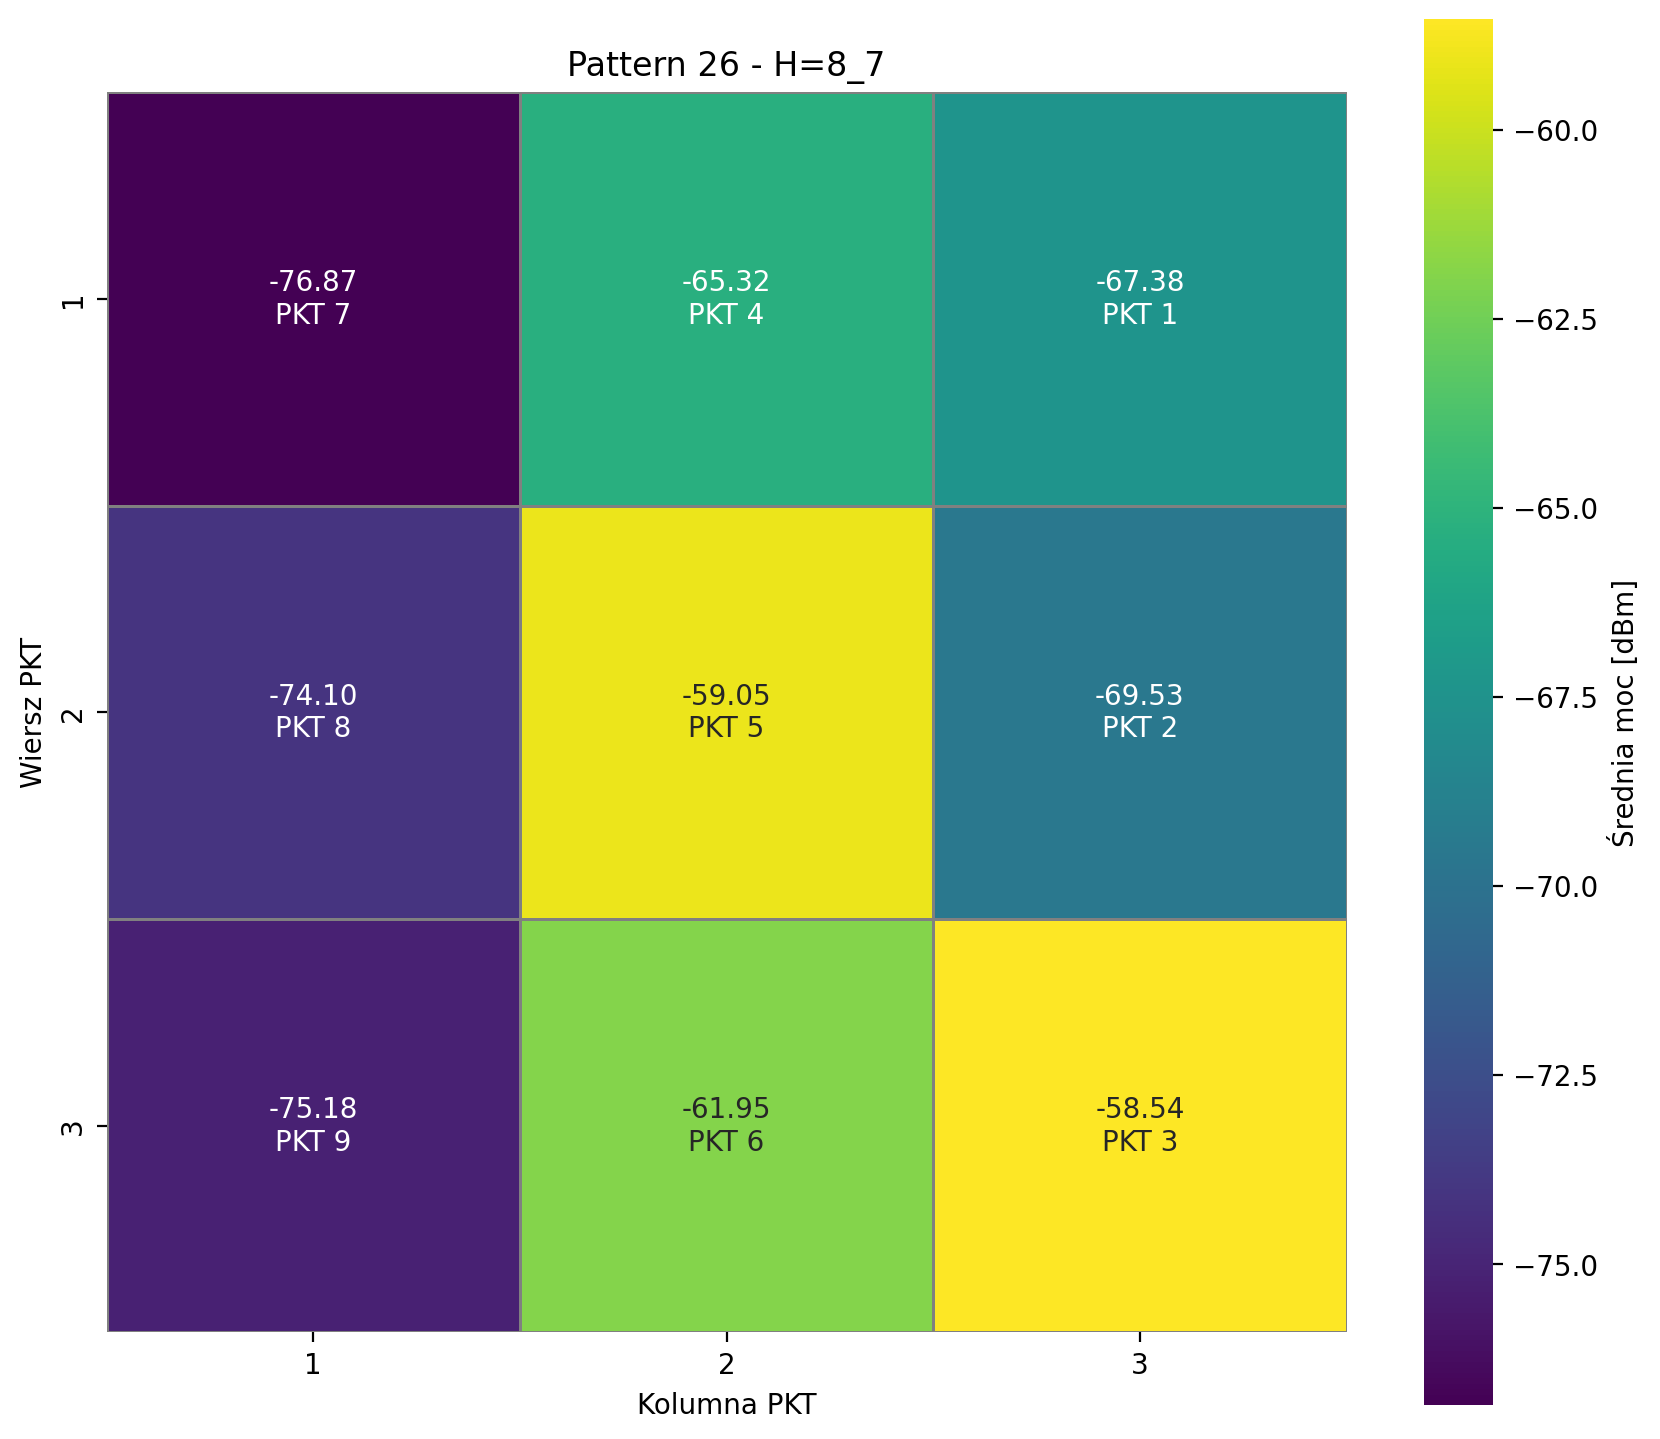 Pattern 26 - H=8_7
-76.87
PKT 7
-65.32
PKT 4
-67.38
PKT 1
-74.10
PKT 8
-59.05
PKT 5
-69.53
PKT 2
-75.18
PKT 9
-61.95
PKT 6
-58.54
PKT 3
1
2
3
Wiersz PKT
1
2
3
Kolumna PKT
−60.0
−62.5
−65.0
−67.5
−70.0
−72.5
−75.0
Średnia moc [dBm]